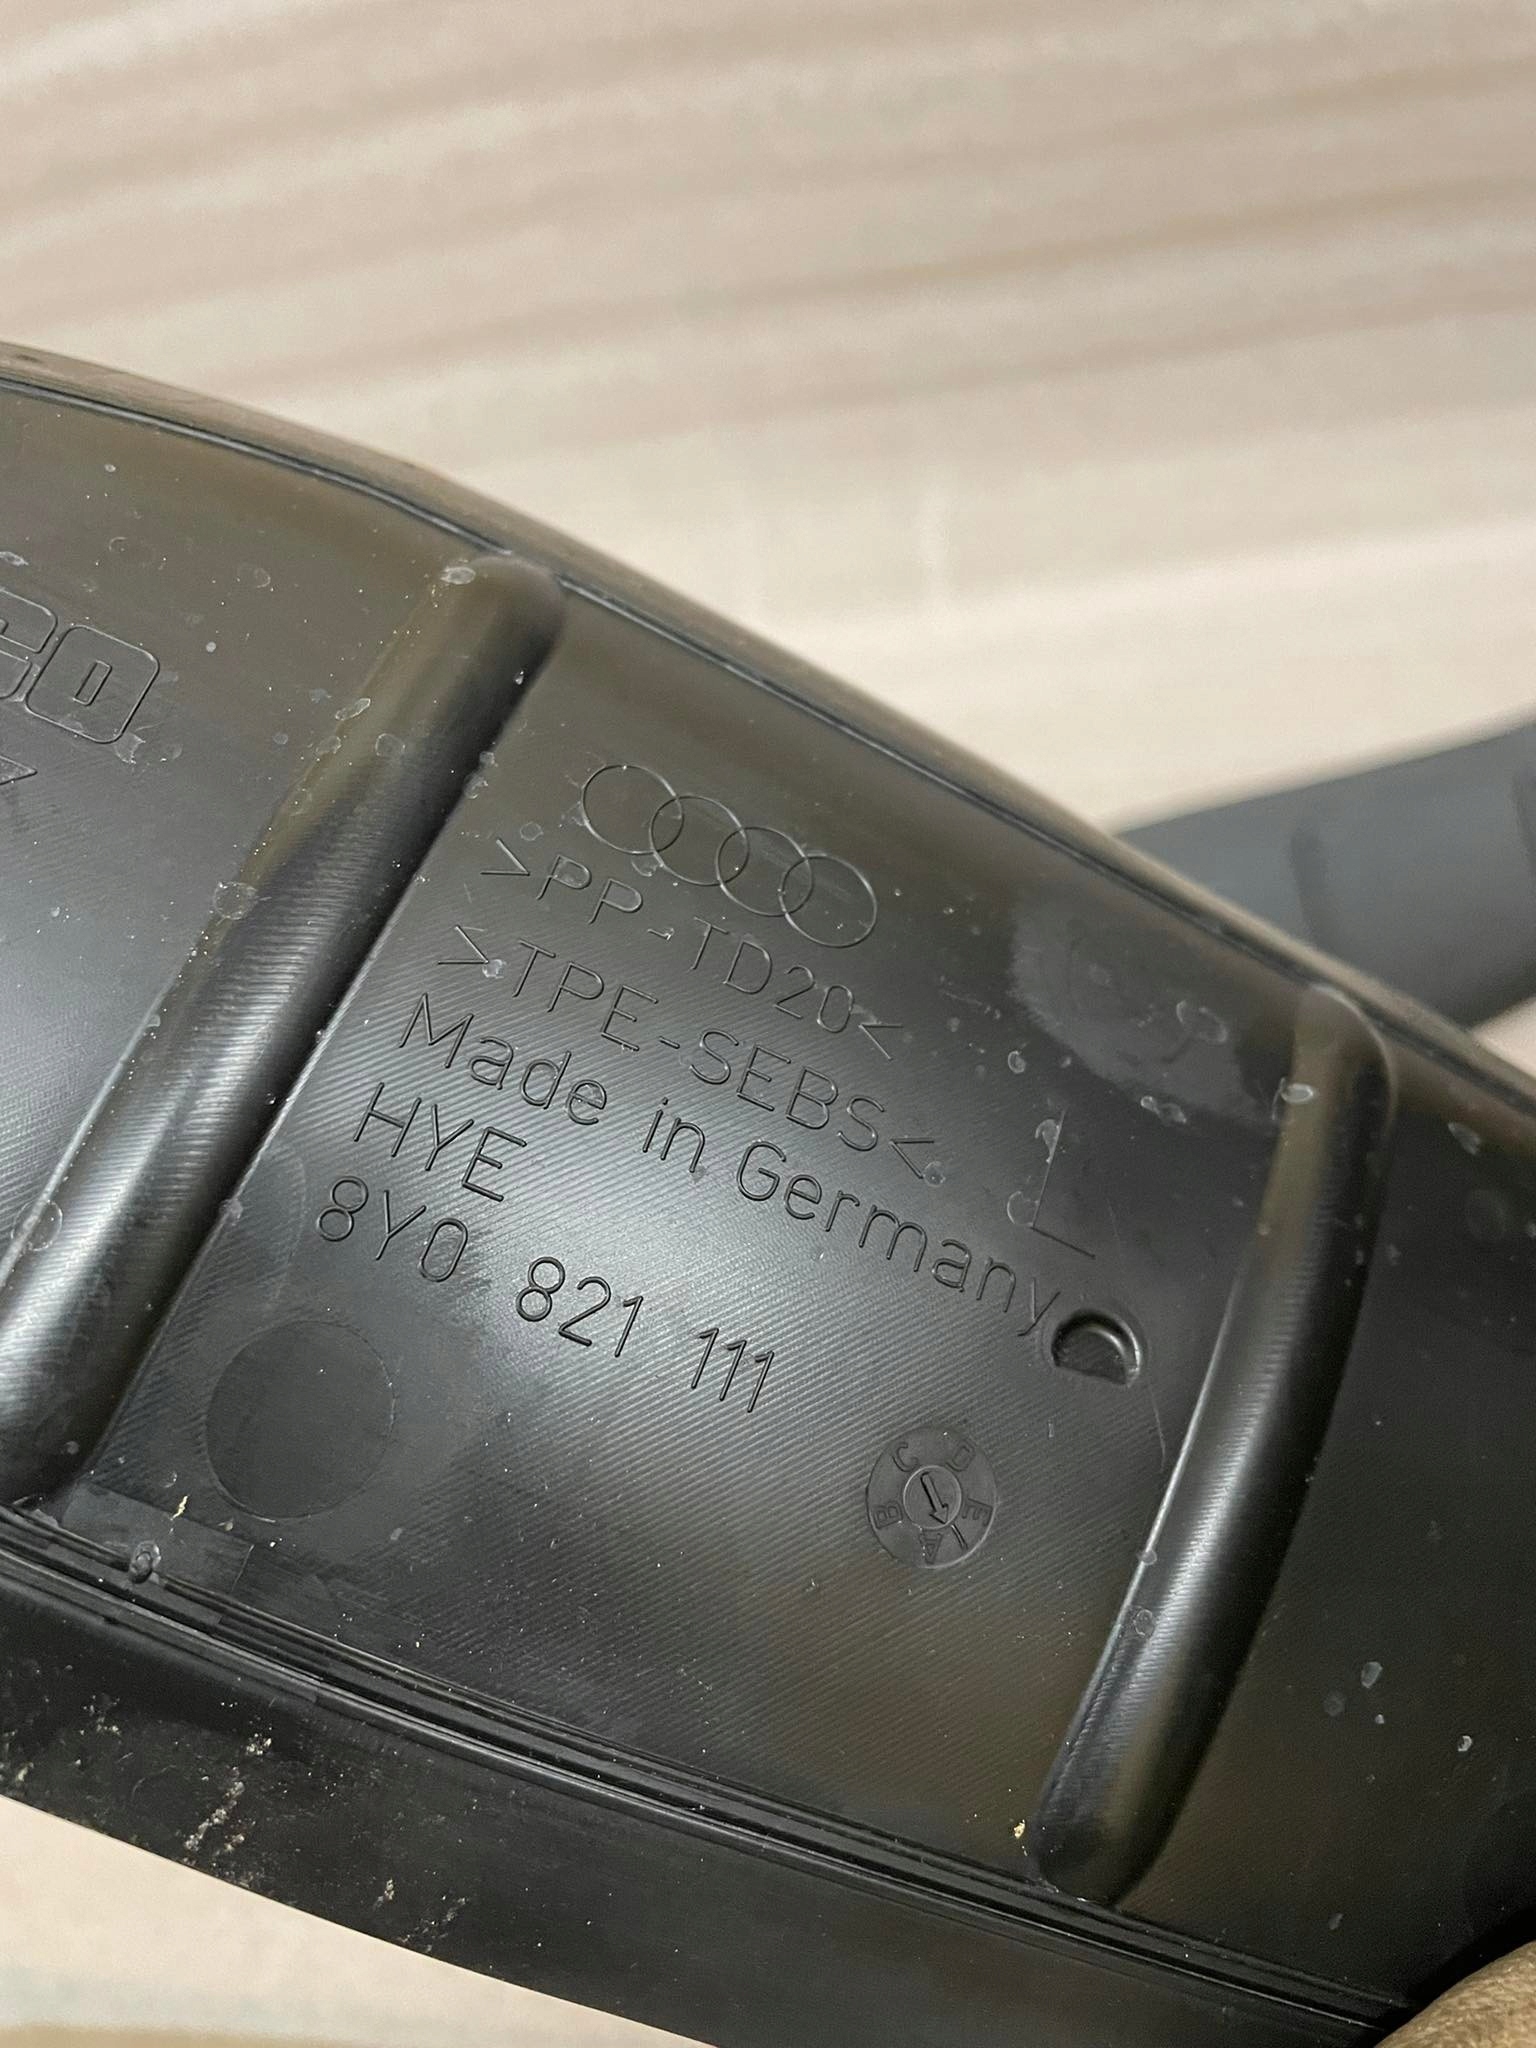 >PP-TD20<
>TPE-SEBS<
Made in Germany
HYE
8Y0 821 111
L
A B C D E